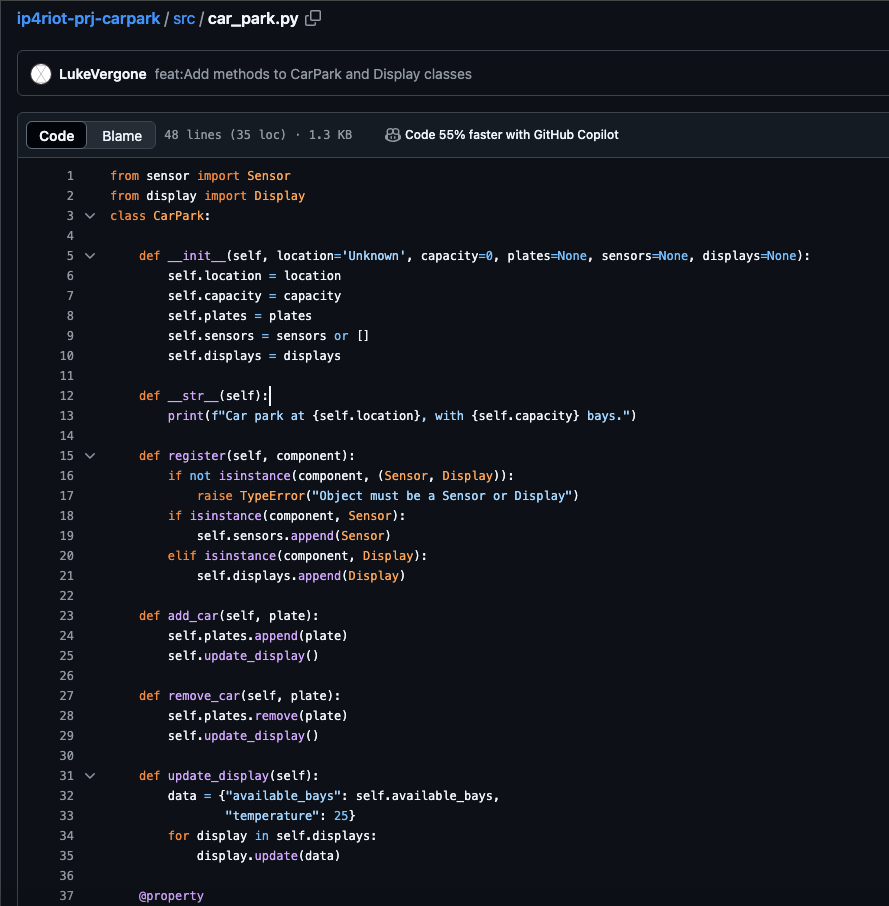 ip4riot-prj-carpark / src / car_park.py
LukeVergone feat:Add methods to CarPark and Display classes
Code Blame 48 lines (35 loc) · 1.3 KB Code 55% faster with GitHub Copilot
1 from sensor import Sensor
2 from display import Display
3 class CarPark:
4
5     def __init__(self, location='Unknown', capacity=0, plates=None, sensors=None, displays=None):
6         self.location = location
7         self.capacity = capacity
8         self.plates = plates
9         self.sensors = sensors or []
10         self.displays = displays
11
12     def __str__(self):
13         print(f"Car park at {self.location}, with {self.capacity} bays.")
14
15     def register(self, component):
16         if not isinstance(component, (Sensor, Display)):
17             raise TypeError("Object must be a Sensor or Display")
18         if isinstance(component, Sensor):
19             self.sensors.append(Sensor)
20         elif isinstance(component, Display):
21             self.displays.append(Display)
22
23     def add_car(self, plate):
24         self.plates.append(plate)
25         self.update_display()
26
27     def remove_car(self, plate):
28         self.plates.remove(plate)
29         self.update_display()
30
31     def update_display(self):
32         data = {"available_bays": self.available_bays,
33                 "temperature": 25}
34         for display in self.displays:
35             display.update(data)
36
37     @property